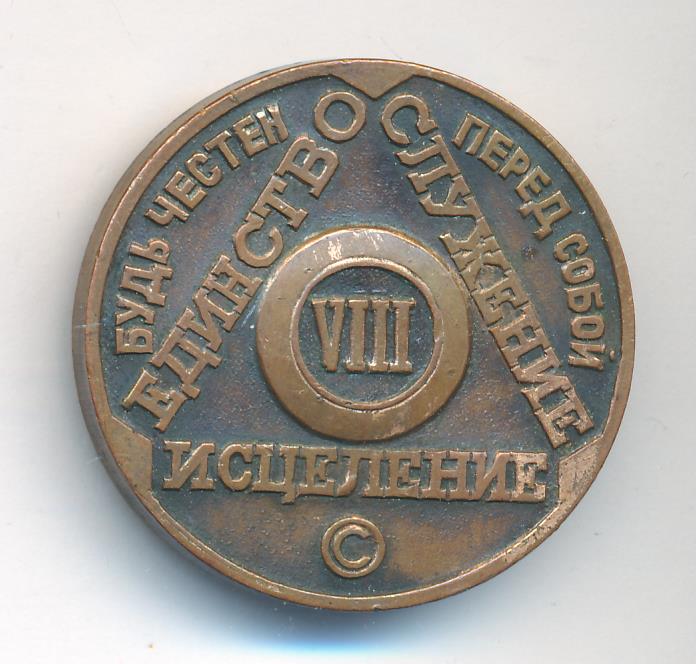 БУДЬ ЧЕСТЕН ПЕРЕД СОБОЙ
ЕДИНСТВО
СЛУЖЕНИЕ
VIII
ИСЦЕЛЕНИЕ
©